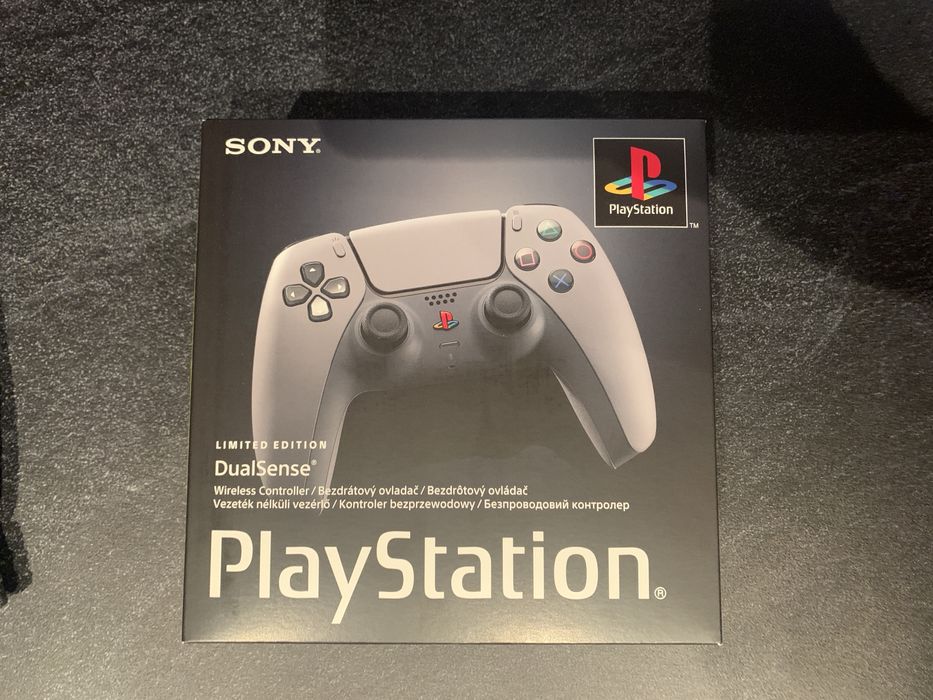 SONY®
PlayStation
TM
LIMITED EDITION
DualSense®
Wireless Controller / Bezdrátový ovladač / Bezdrôtový ovládač
Vezeték nélküli vezérlő / Kontroler bezprzewodowy / Безпроводовий контролер
PlayStation®